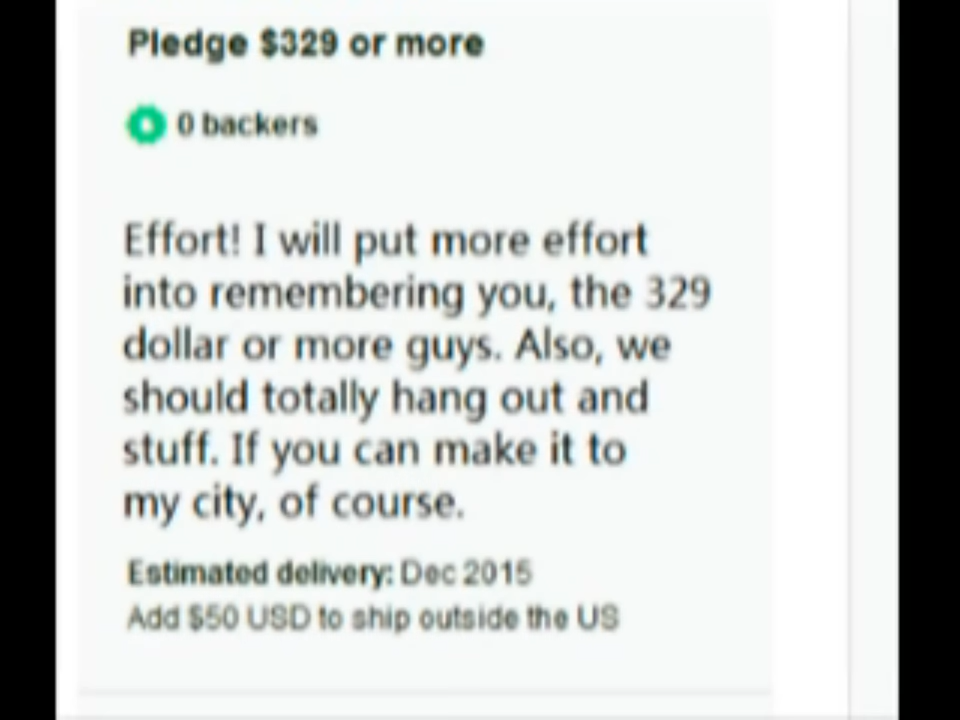 Pledge $329 or more
0 backers
Effort! I will put more effort
into remembering you, the 329
dollar or more guys. Also, we
should totally hang out and
stuff. If you can make it to
my city, of course.
Estimated delivery: Dec 2015
Add $50 USD to ship outside the US